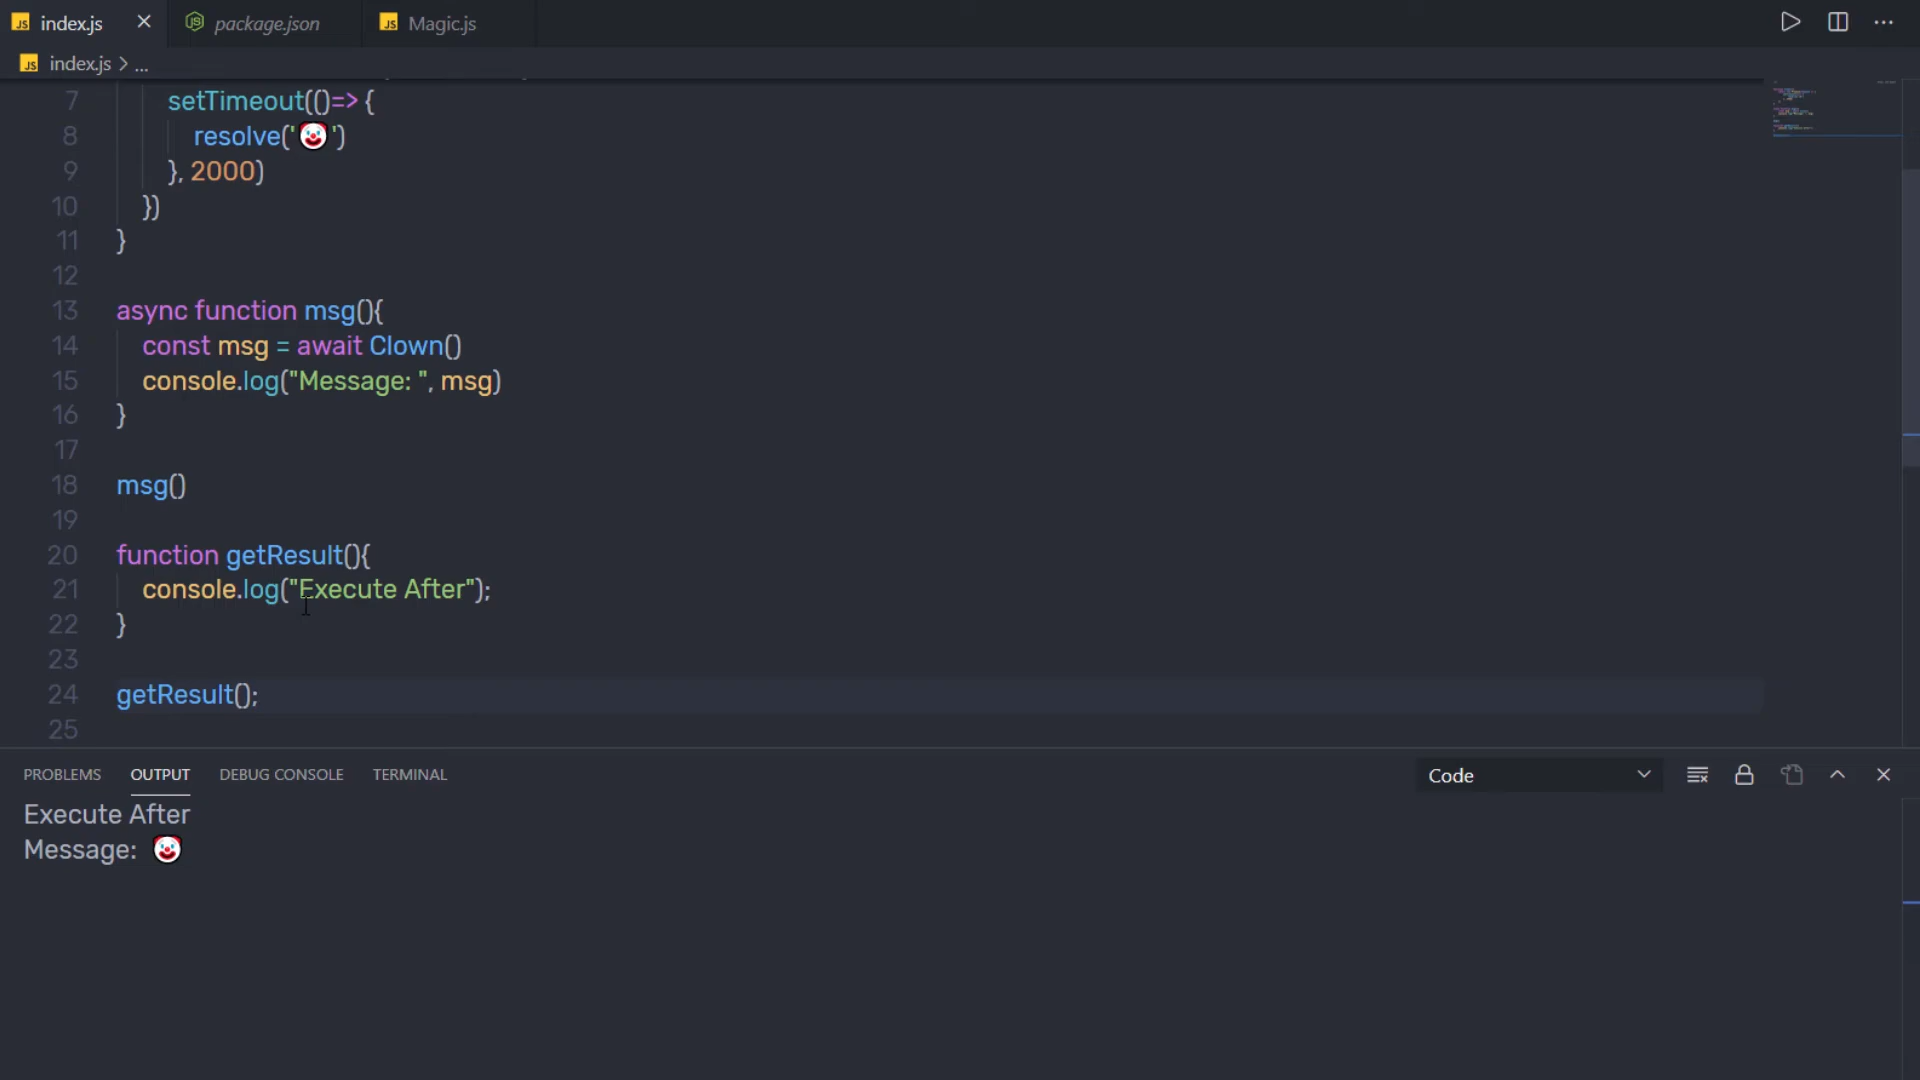 index.js
package.json
Magic.js
index.js > ...
7 setTimeout(()=> {
8 resolve('🤡')
9 }, 2000)
10 })
11 }
12
13 async function msg(){
14 const msg = await Clown()
15 console.log("Message: ", msg)
16 }
17
18 msg()
19
20 function getResult(){
21 console.log("Execute After");
22 }
23
24 getResult();
25
PROBLEMS OUTPUT DEBUG CONSOLE TERMINAL Code
Execute After
Message: 🤡